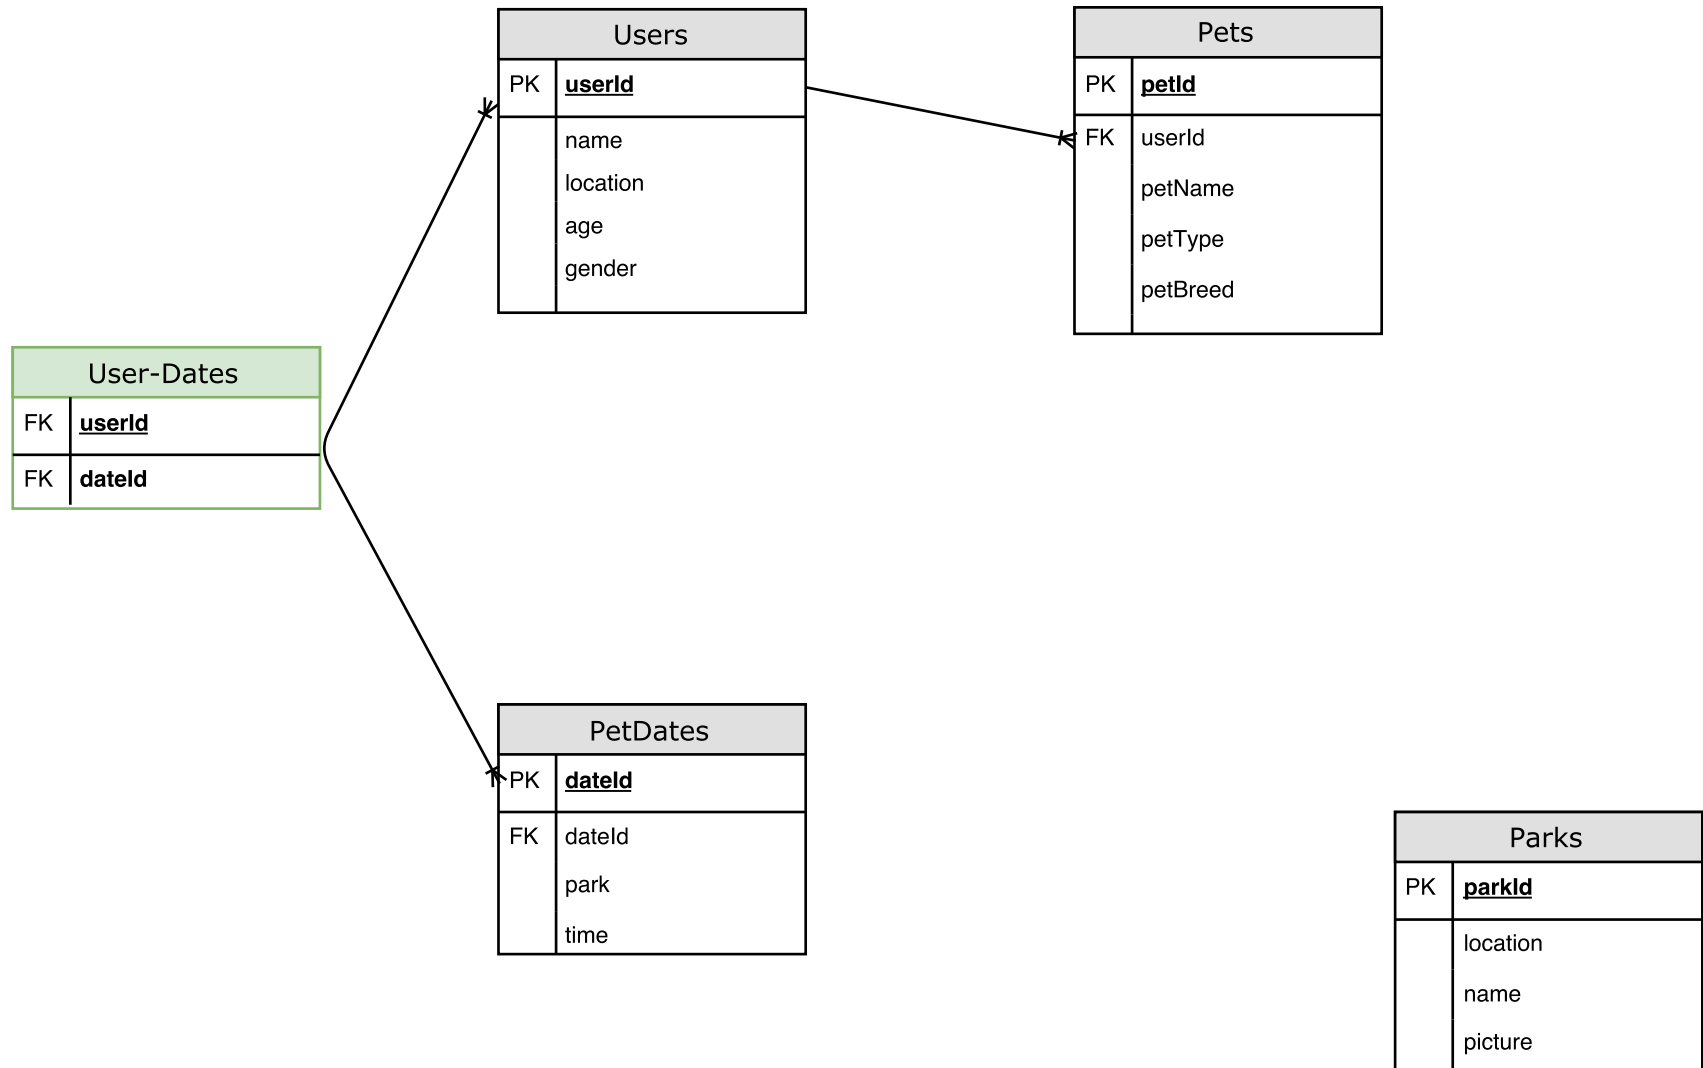 Users
PK userId
name
location
age
gender
Pets
PK petId
FK userId
petName
petType
petBreed
User-Dates
FK userId
FK dateId
PetDates
PK dateId
FK dateId
park
time
Parks
PK parkId
location
name
picture